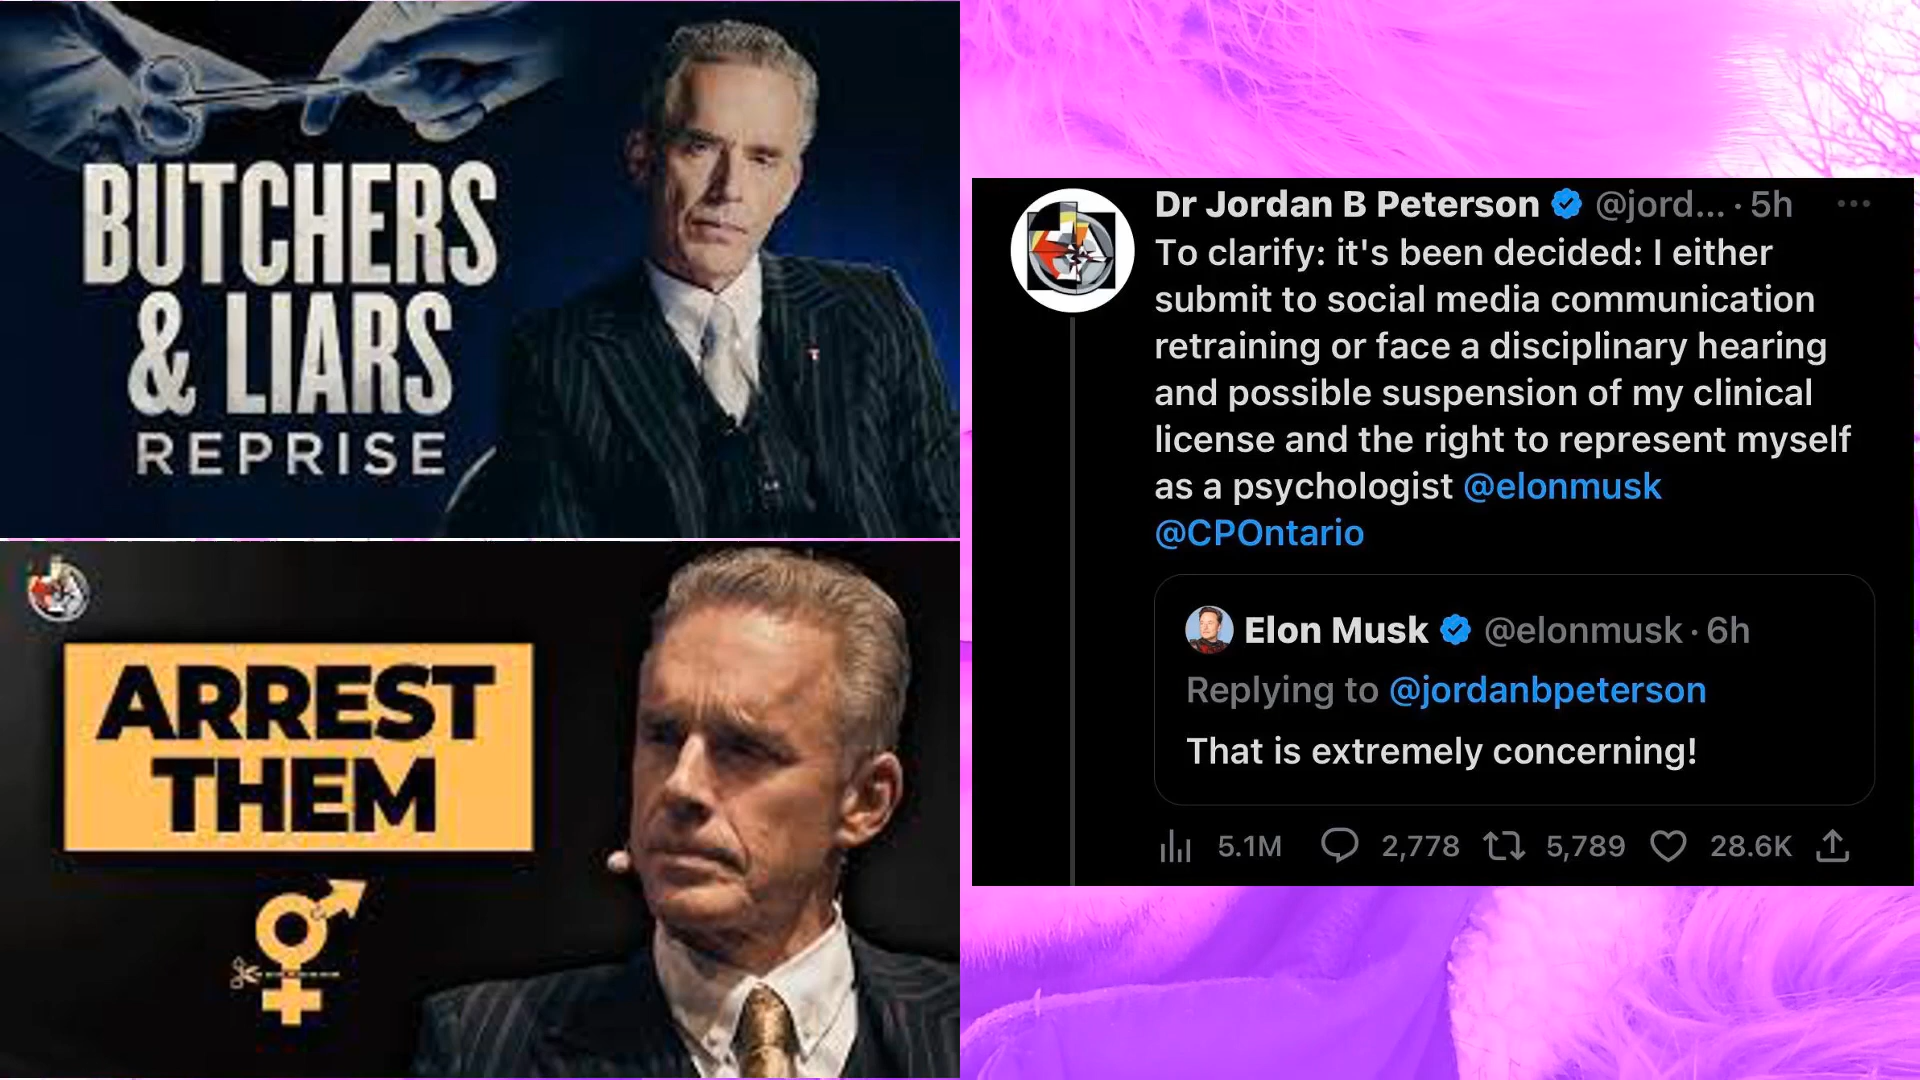 BUTCHERS
& LIARS
REPRISE
ARREST
THEM
Dr Jordan B Peterson @jord... · 5h
To clarify: it's been decided: I either
submit to social media communication
retraining or face a disciplinary hearing
and possible suspension of my clinical
license and the right to represent myself
as a psychologist @elonmusk
@CPOntario
Elon Musk @elonmusk · 6h
Replying to @jordanbpeterson
That is extremely concerning!
5.1M 2,778 5,789 28.6K